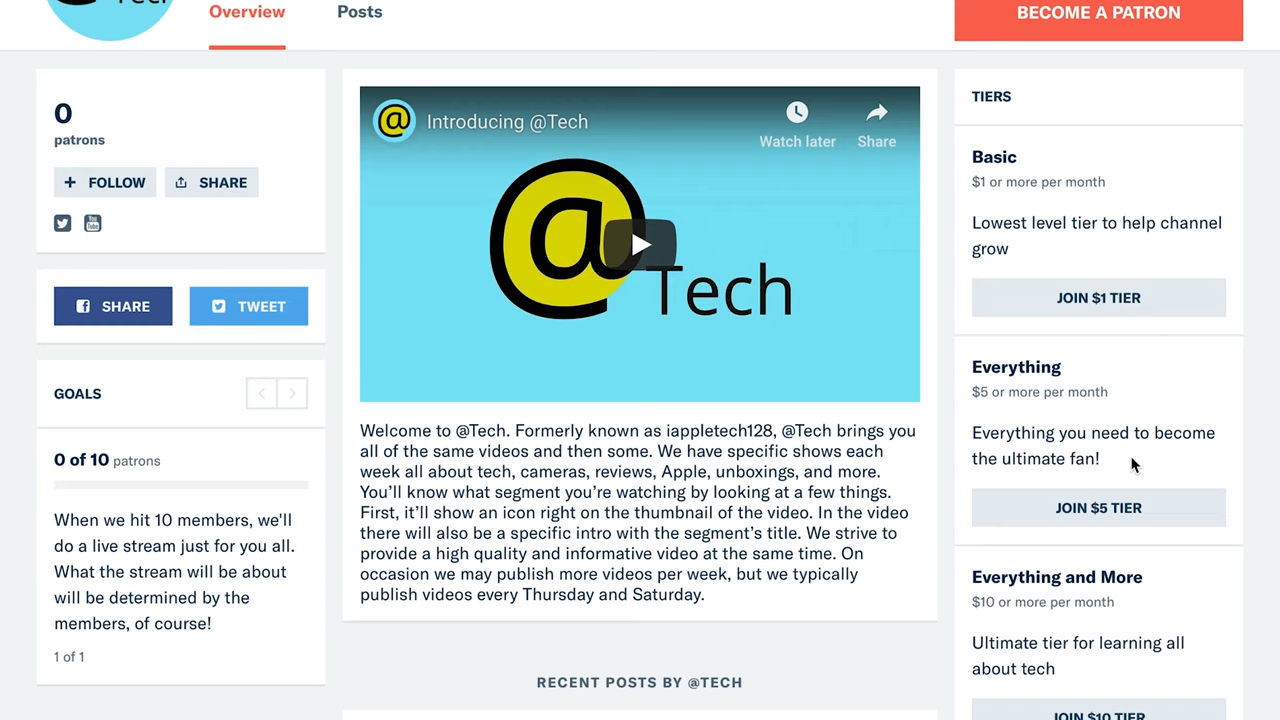 Tech
Overview
Posts
BECOME A PATRON
0
patrons
+ FOLLOW
SHARE
You Tube
SHARE
TWEET
GOALS
0 of 10 patrons
When we hit 10 members, we'll
do a live stream just for you all.
What the stream will be about
will be determined by the
members, of course!
1 of 1
@
Introducing @Tech
Watch later
Share
@
Tech
Welcome to @Tech. Formerly known as iappletech128, @Tech brings you
all of the same videos and then some. We have specific shows each
week all about tech, cameras, reviews, Apple, unboxings, and more.
You'll know what segment you're watching by looking at a few things.
First, it'll show an icon right on the thumbnail of the video. In the video
there will also be a specific intro with the segment's title. We strive to
provide a high quality and informative video at the same time. On
occasion we may publish more videos per week, but we typically
publish videos every Thursday and Saturday.
RECENT POSTS BY @TECH
TIERS
Basic
$1 or more per month
Lowest level tier to help channel
grow
JOIN $1 TIER
Everything
$5 or more per month
Everything you need to become
the ultimate fan!
JOIN $5 TIER
Everything and More
$10 or more per month
Ultimate tier for learning all
about tech
JOIN $10 TIER